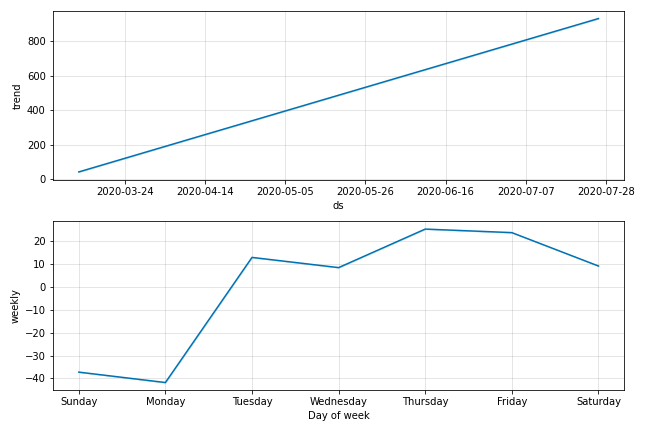 800
600
400
200
0
trend
2020-03-24 2020-04-14 2020-05-05 2020-05-26 2020-06-16 2020-07-07 2020-07-28
ds
20
10
0
−10
−20
−30
−40
weekly
Sunday Monday Tuesday Wednesday Thursday Friday Saturday
Day of week